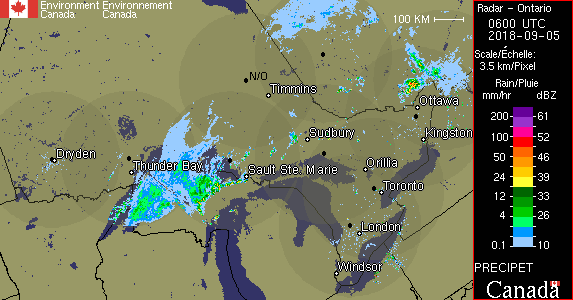 Environment Environnement
Canada Canada
Radar - Ontario
0600 UTC
2018-09-05
100 KM
Scale/Échelle:
3.5 km/Pixel
Rain/Pluie
mm/hr dBZ
N/O
Timmins
Ottawa
200 61
100 52
50 46
24 39
12 33
4 26
0.1 10
Sudbury
Kingston
Dryden
Thunder Bay
Sault Ste. Marie
Orillia
Toronto
London
Windsor
PRECIPET
Canada